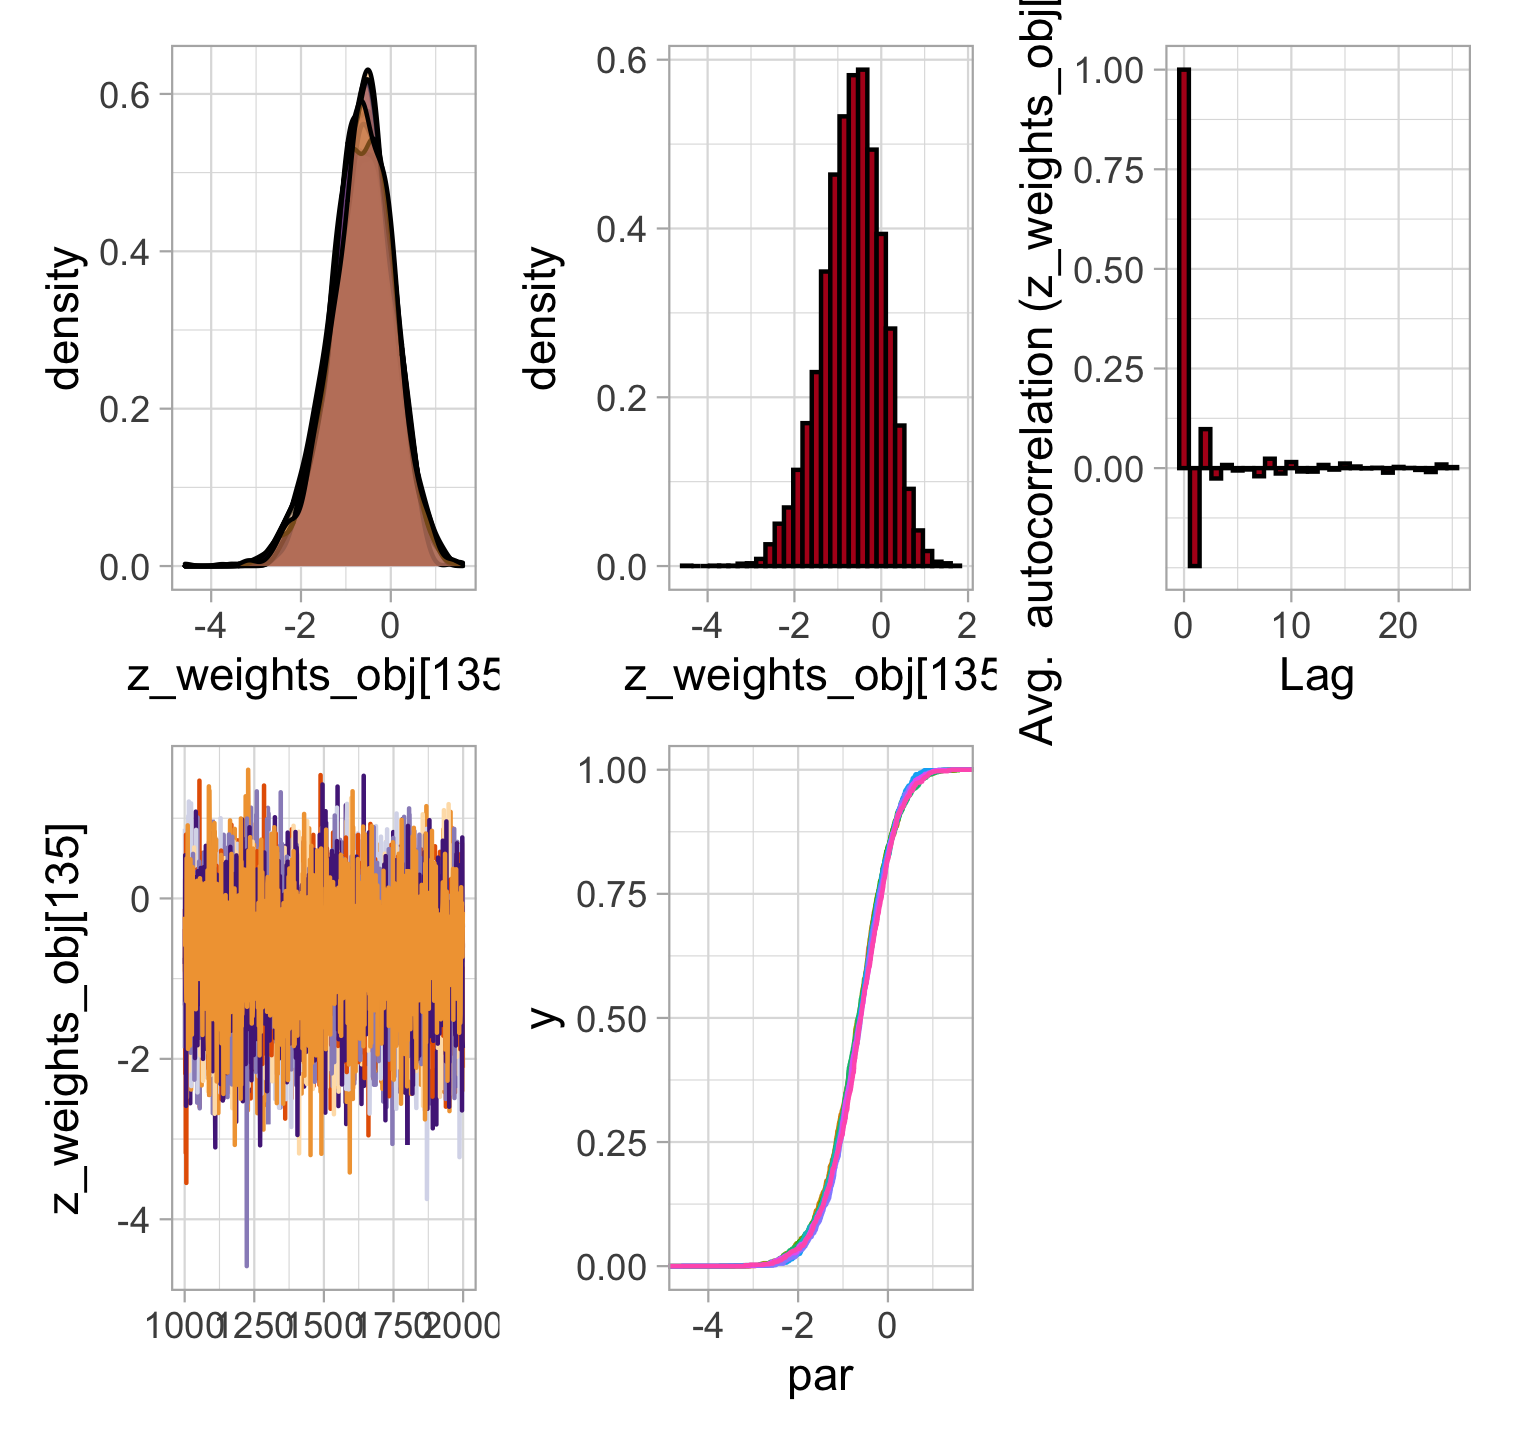 density
0.6
0.4
0.2
0.0
-4 -2 0
z_weights_obj[135
density
0.6
0.4
0.2
0.0
-4 -2 0 2
z_weights_obj[135
Avg. autocorrelation (z_weights_obj[
1.00
0.75
0.50
0.25
0.00
0 10 20
Lag
z_weights_obj[135]
0
-2
-4
1000 1250 1500 1750 2000
y
1.00
0.75
0.50
0.25
0.00
-4 -2 0
par